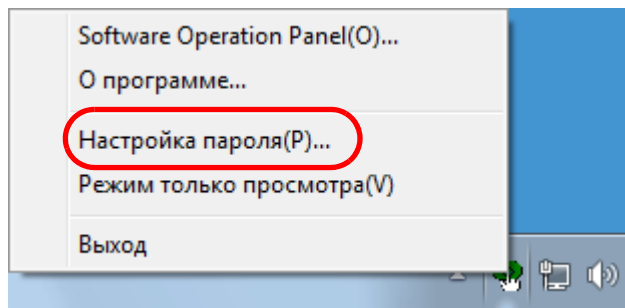 Software Operation Panel(O)...
О программе...
Настройка пароля(P)...
Режим только просмотра(V)
Выход